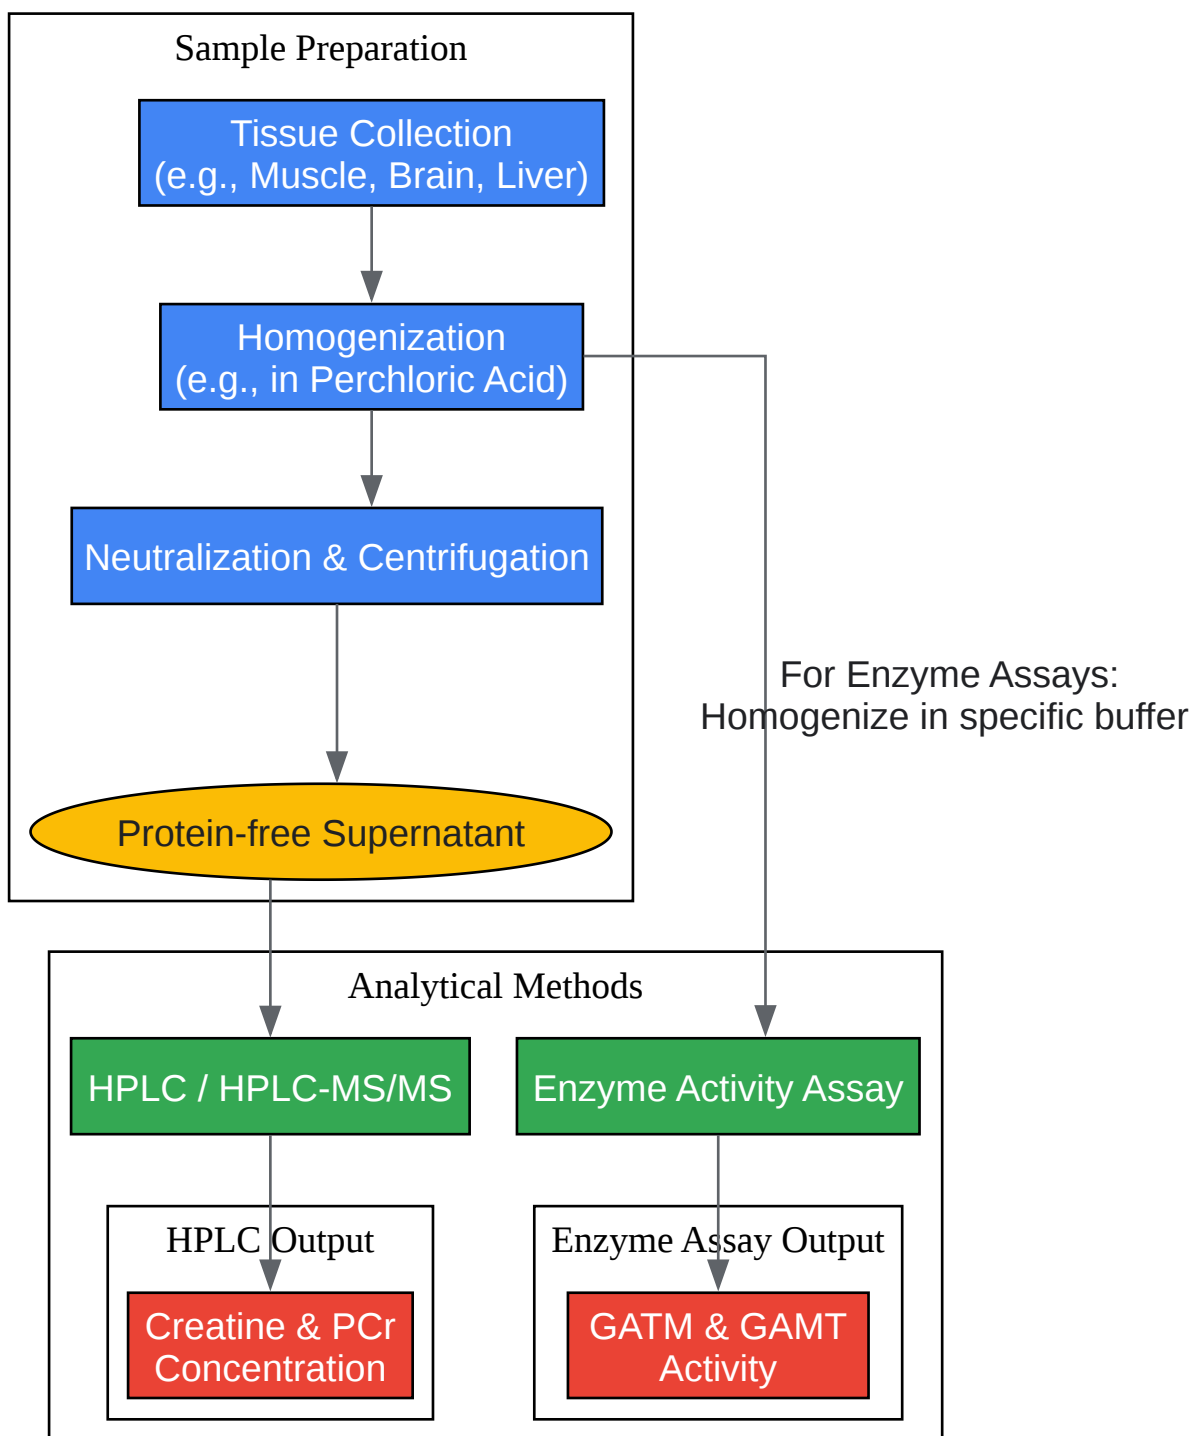 Sample Preparation
Tissue Collection
(e.g., Muscle, Brain, Liver)
Homogenization
(e.g., in Perchloric Acid)
Neutralization & Centrifugation
For Enzyme Assays:
Homogenize in specific buffer
Protein-free Supernatant
Analytical Methods
HPLC / HPLC-MS/MS
Enzyme Activity Assay
HPLC Output
Enzyme Assay Output
Creatine & PCr
Concentration
GATM & GAMT
Activity